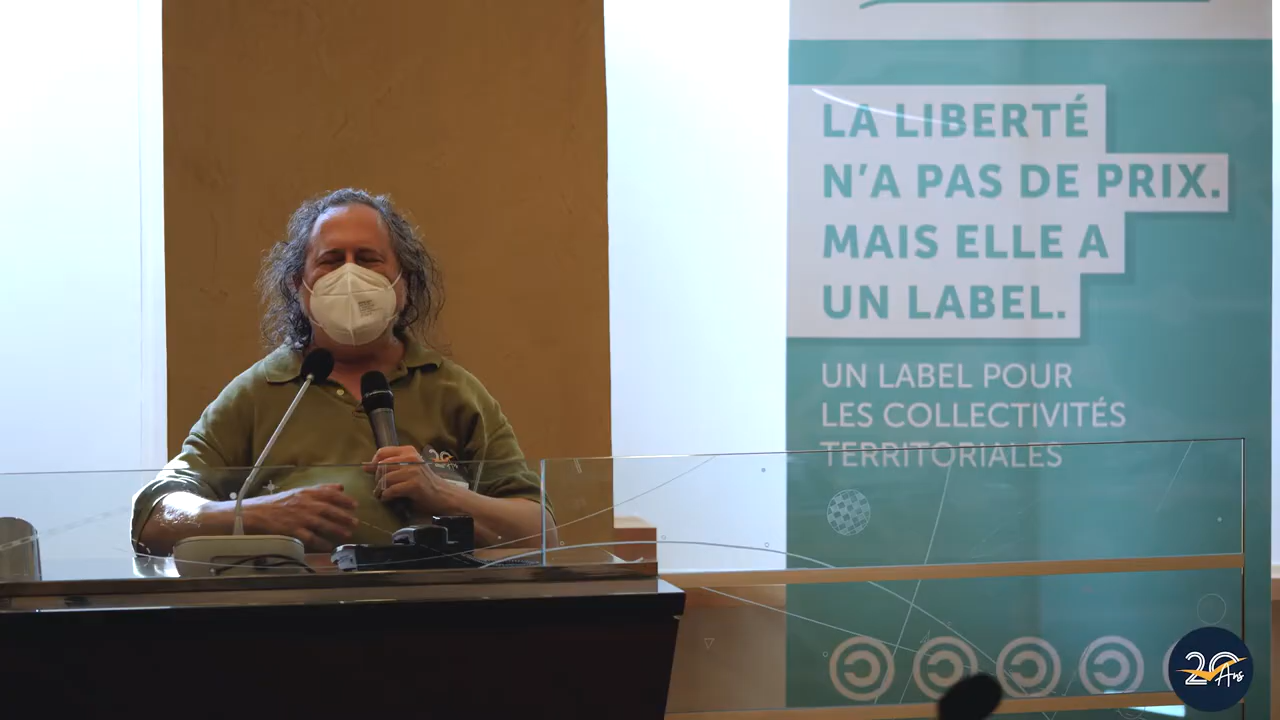 LA LIBERTÉ
N'A PAS DE PRIX.
MAIS ELLE A
UN LABEL.
UN LABEL POUR
LES COLLECTIVITÉS
TERRITORIALES
20
Ans